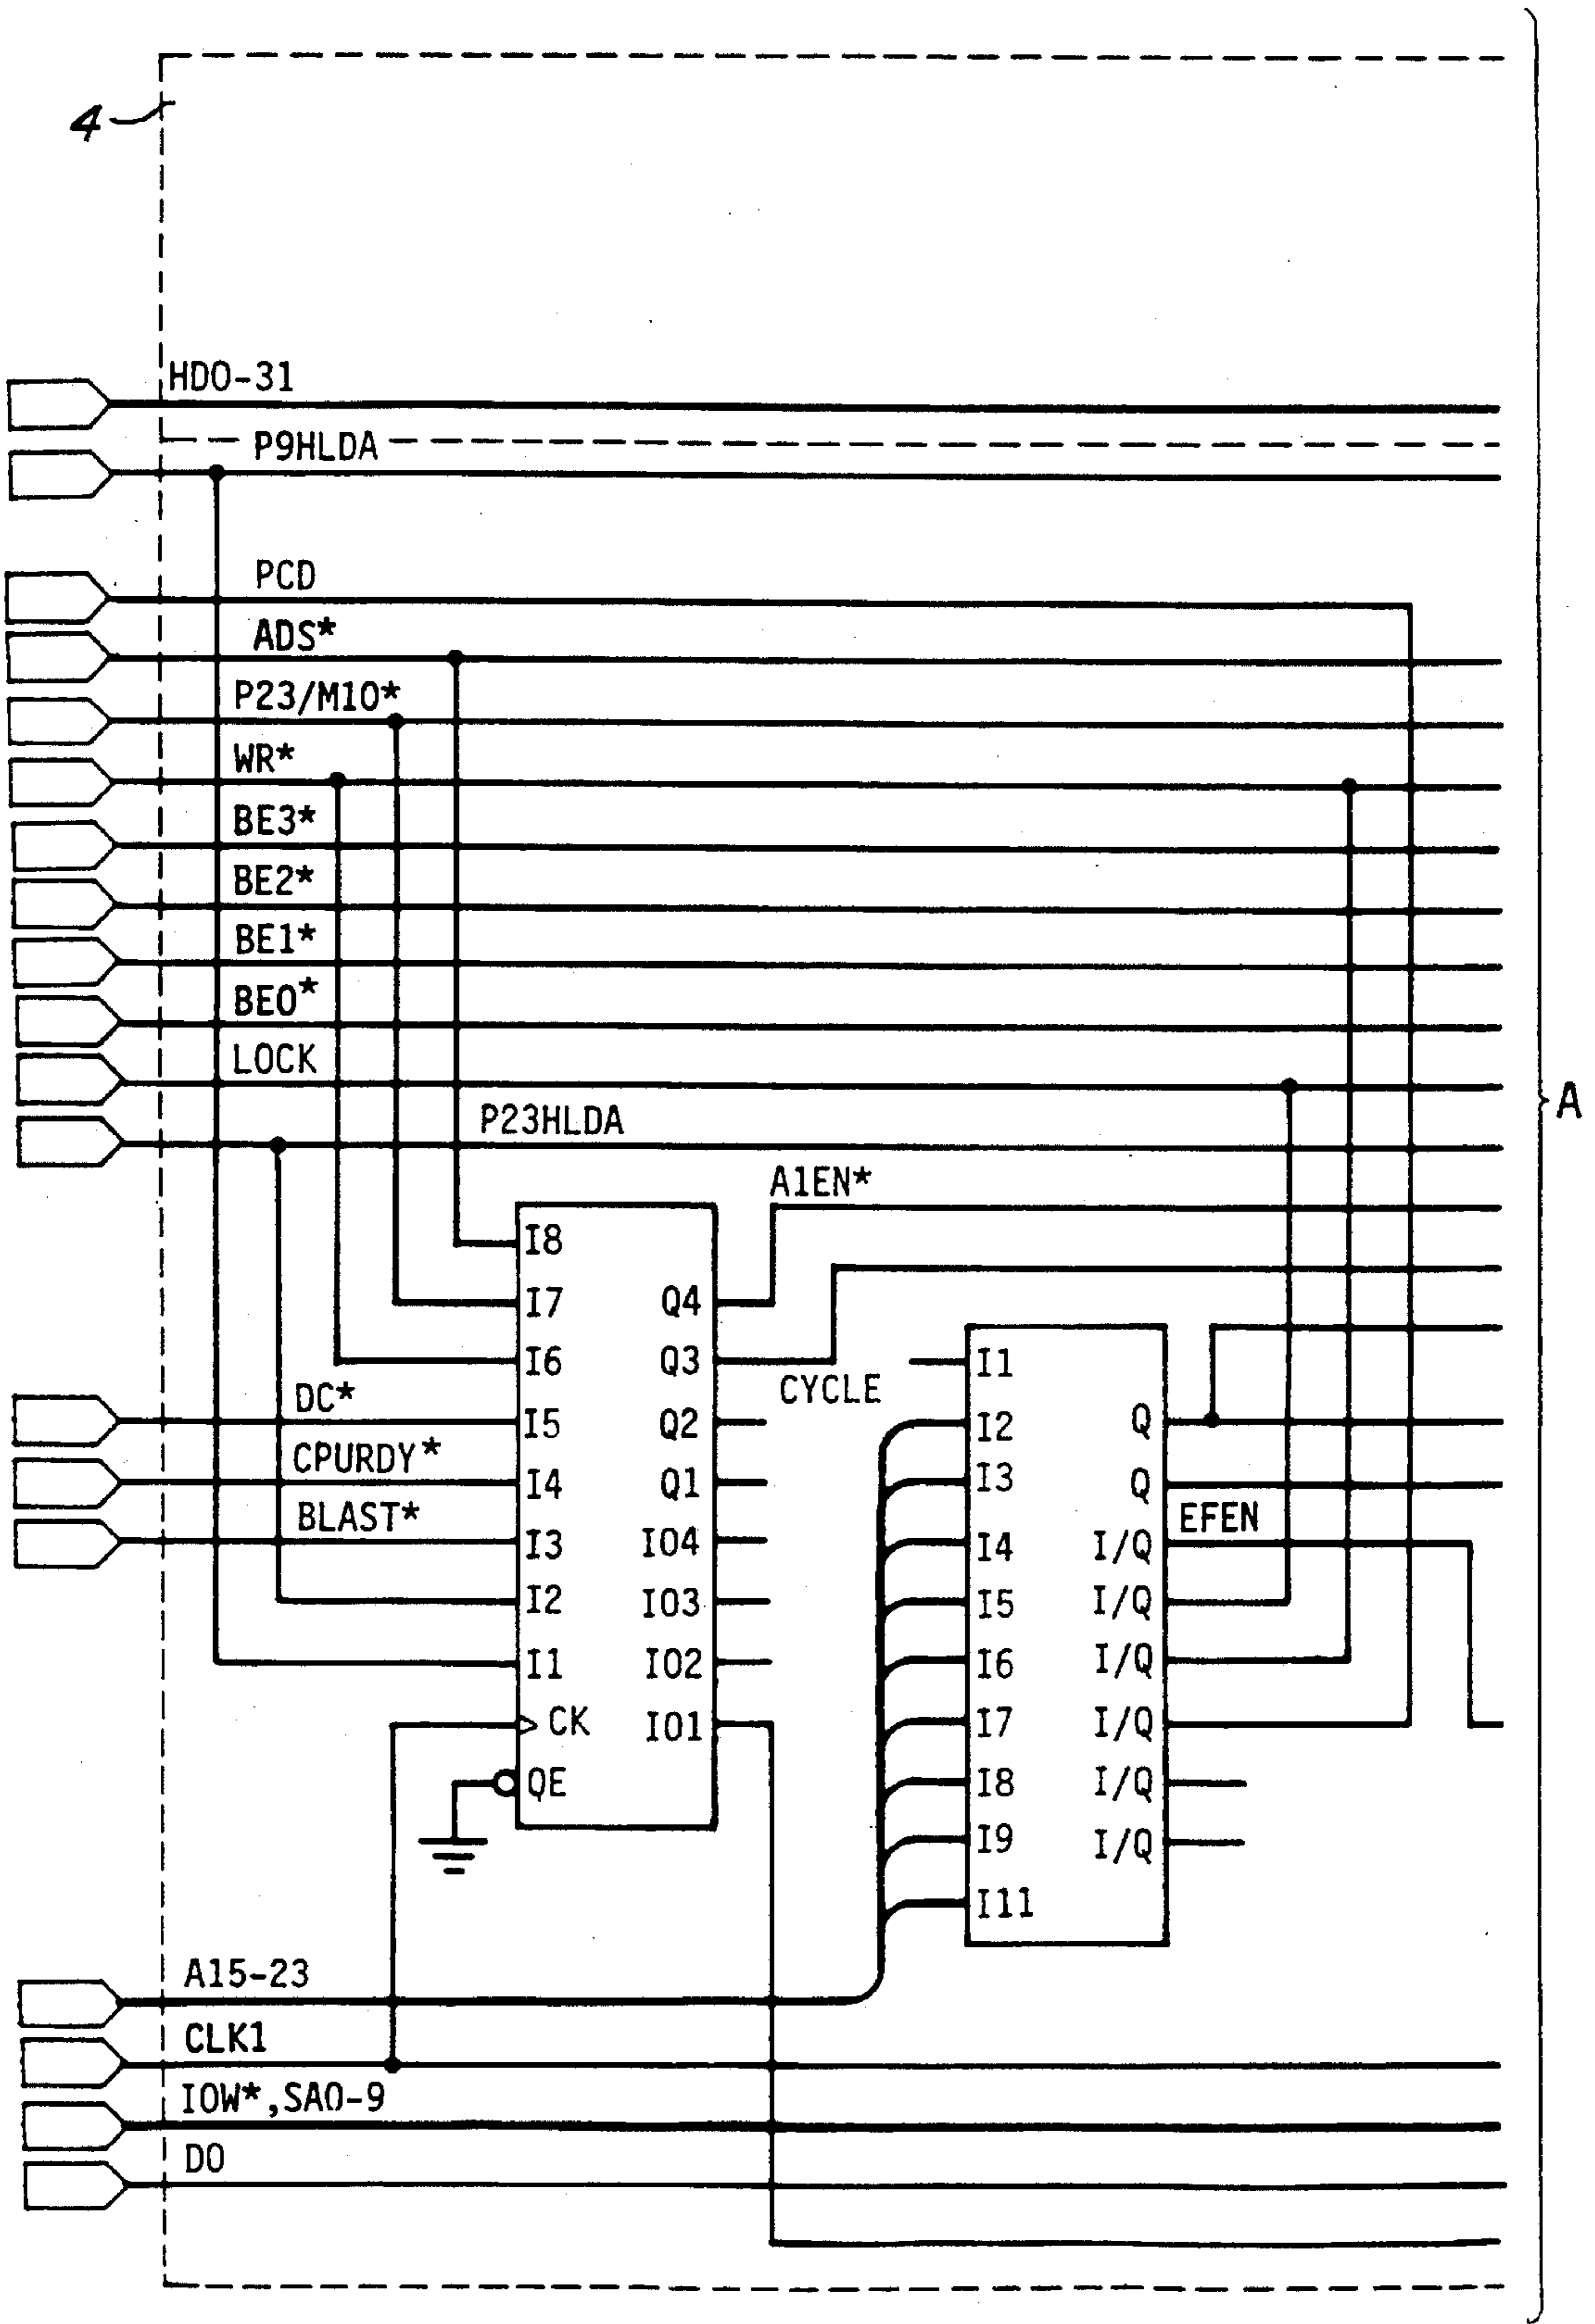 4
HDO-31
P9HLDA
PCD
ADS*
P23/M10*
WR*
BE3*
BE2*
BE1*
BE0*
LOCK
A
P23HLDA
A1EN*
I8
I7 Q4
I6 Q3
CYCLE
I1
DC*
I5 Q2
I2 Q
CPURDY*
I4 Q1
I3 Q
BLAST*
EFEN
I3 IO4
I4 I/Q
I2 IO3
I5 I/Q
I1 IO2
I6 I/Q
CK IO1
I7 I/Q
QE
I8 I/Q
I9 I/Q
I11
A15-23
CLK1
IOW*,SA0-9
DO